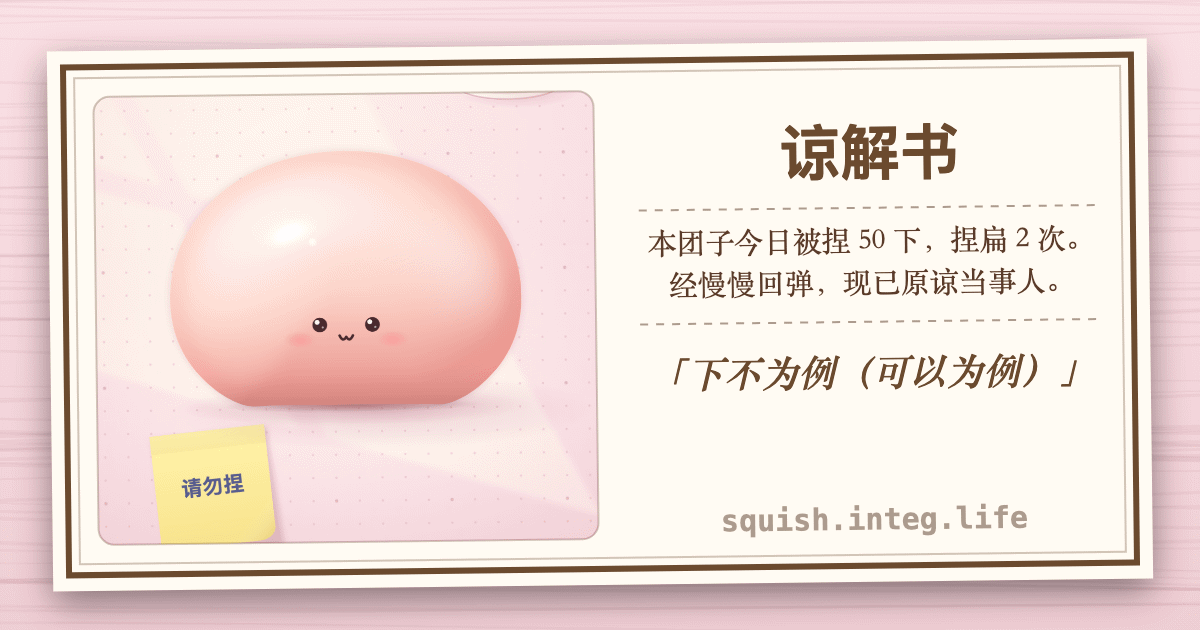 谅解书
本团子今日被捏 50 下，捏扁 2 次。
经慢慢回弹，现已原谅当事人。
「下不为例（可以为例）」
请勿捏
squish.integ.life